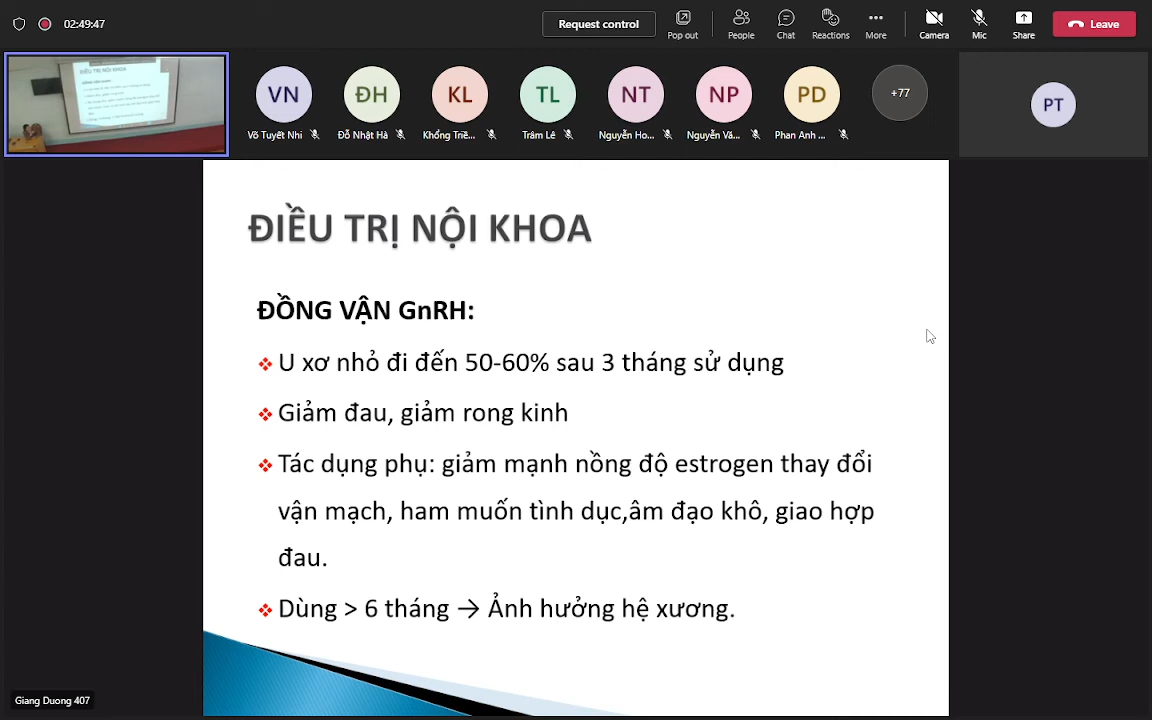 02:49:47
Request control
Pop out
People
Chat
Reactions
More
Camera
Mic
Share
Leave
VN
ĐH
KL
TL
NT
NP
PD
+77
PT
Võ Tuyết Nhi
Đỗ Nhật Hà
Khổng Triề...
Trâm Lê
Nguyễn Ho...
Nguyễn Vă...
Phan Anh ...
ĐIỀU TRỊ NỘI KHOA
ĐỒNG VẬN GnRH:
❖ U xơ nhỏ đi đến 50-60% sau 3 tháng sử dụng
❖ Giảm đau, giảm rong kinh
❖ Tác dụng phụ: giảm mạnh nồng độ estrogen thay đổi
vận mạch, ham muốn tình dục,âm đạo khô, giao hợp
đau.
❖ Dùng > 6 tháng → Ảnh hưởng hệ xương.
Giang Duong 407